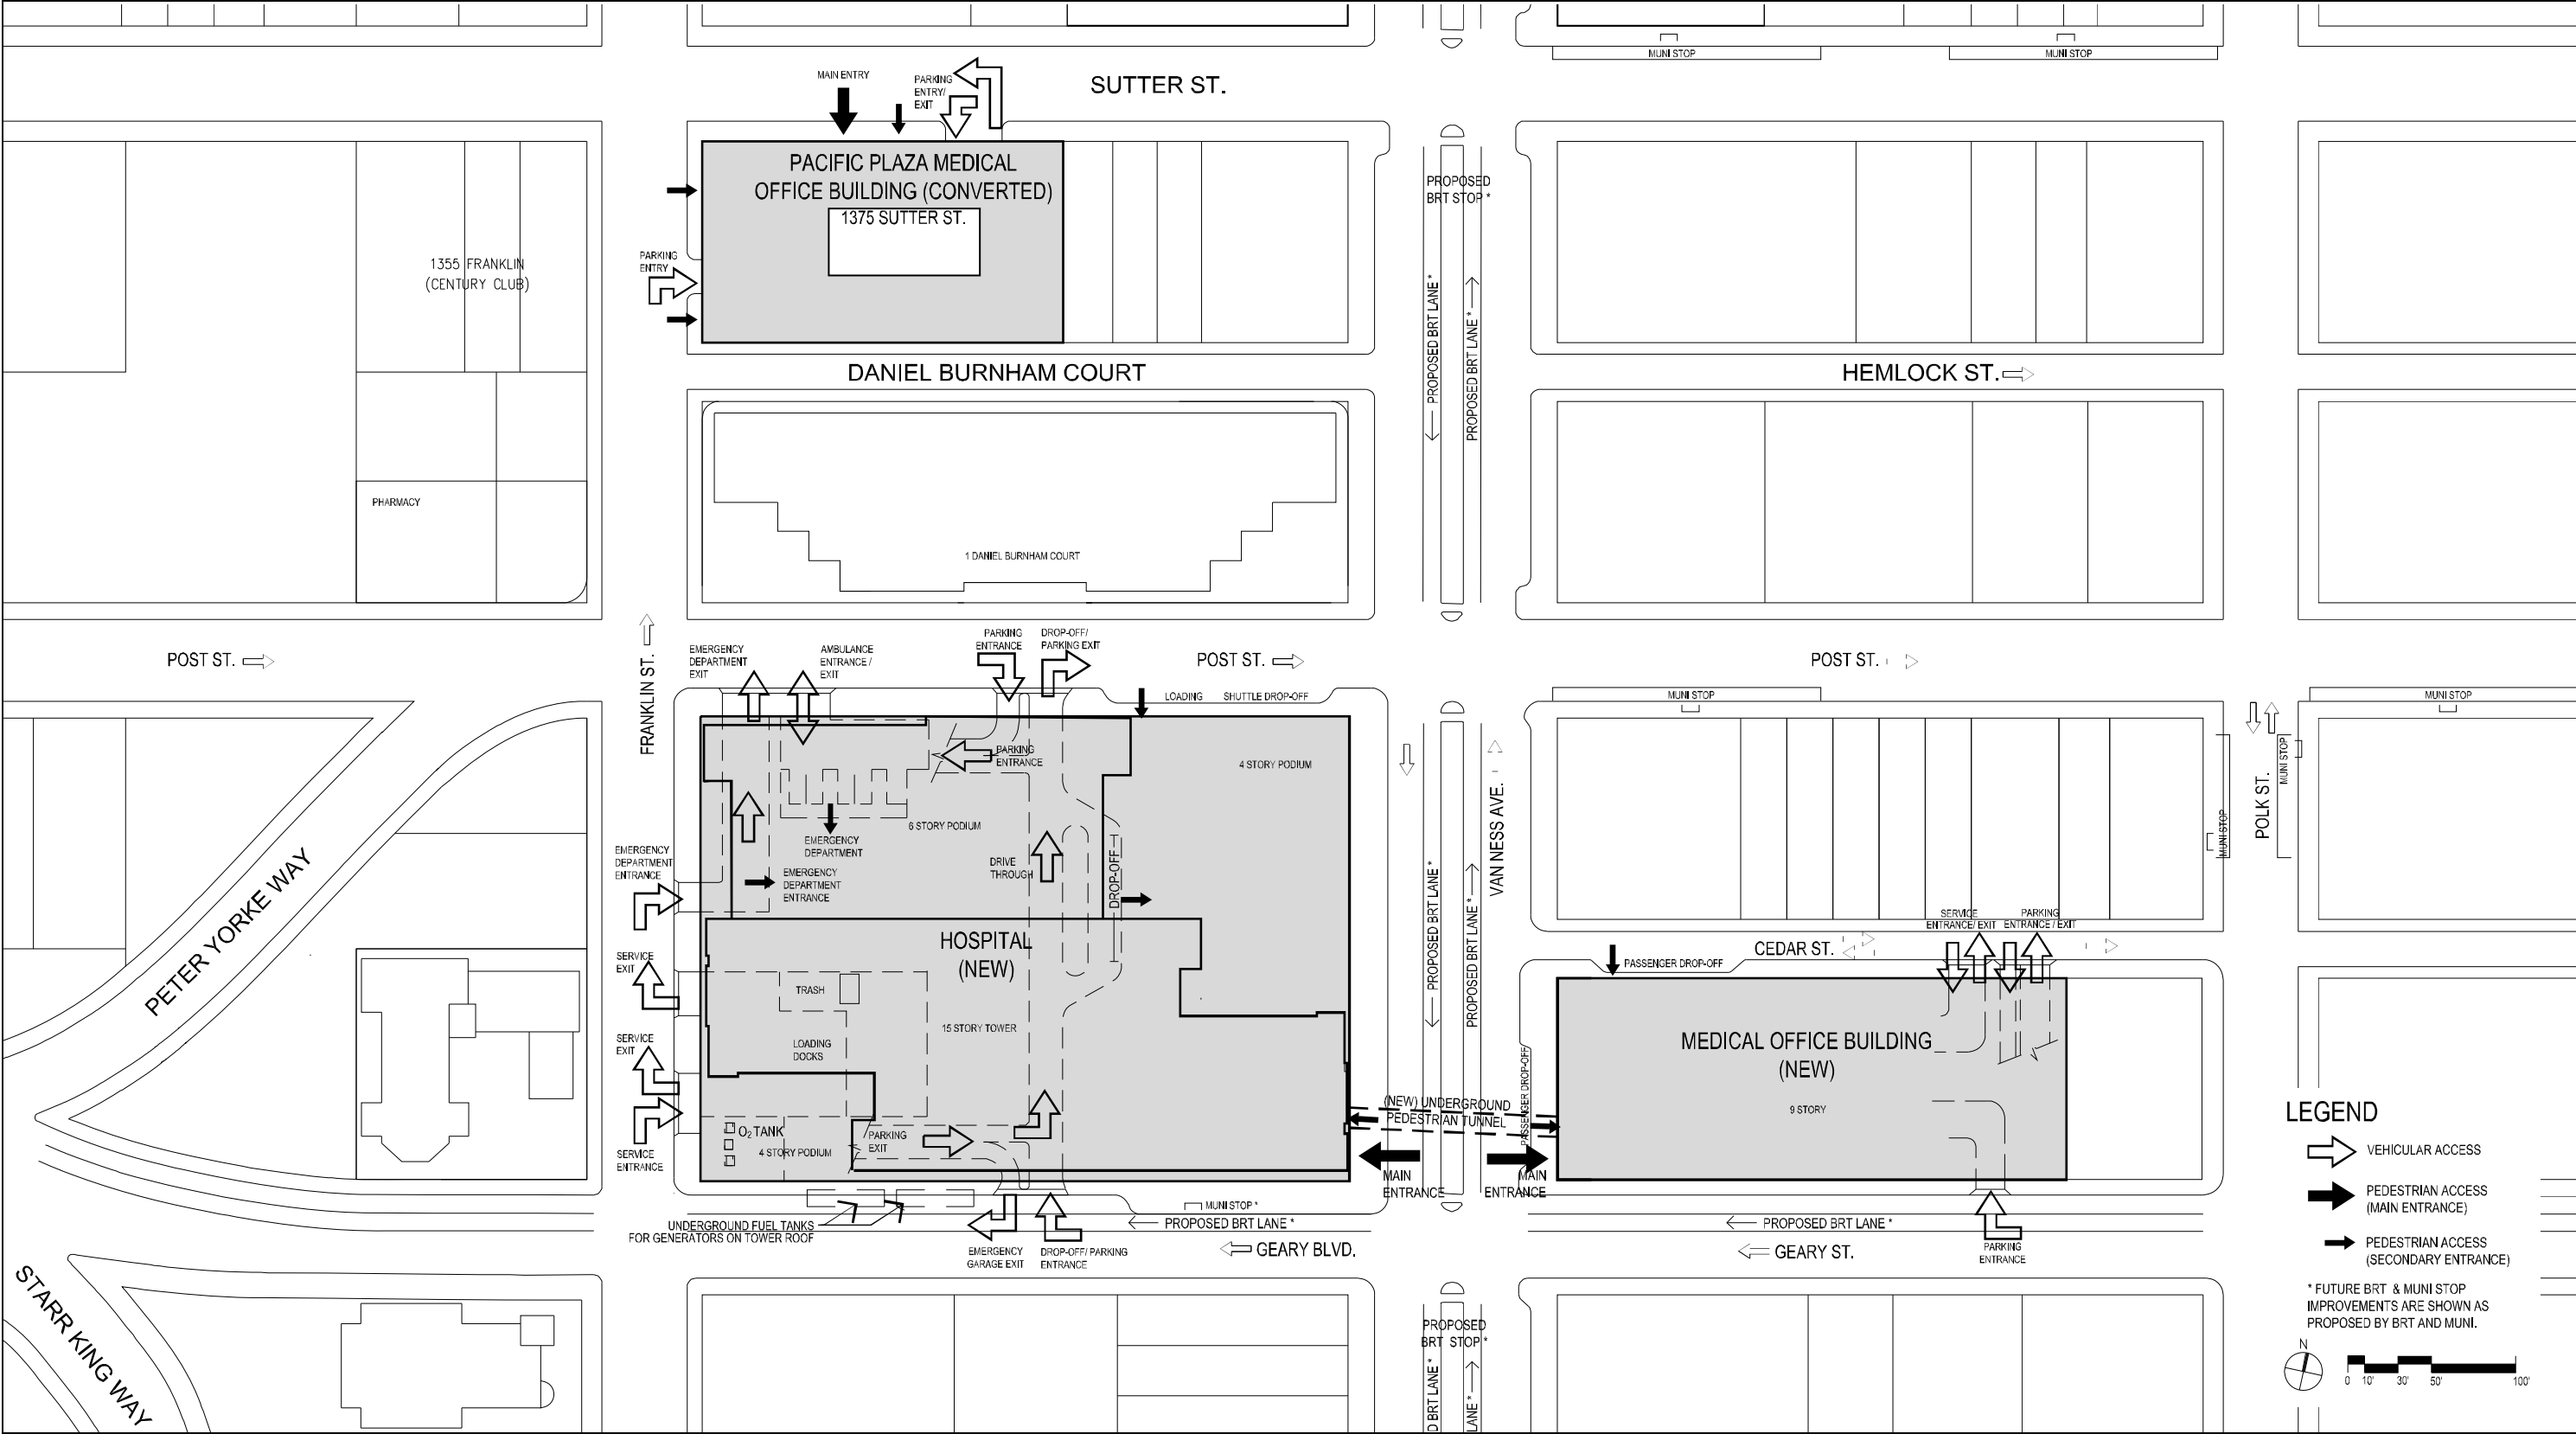 MUNI STOP
MUNI STOP
MAIN ENTRY
PARKING
ENTRY/
EXIT
SUTTER ST.
PACIFIC PLAZA MEDICAL
OFFICE BUILDING (CONVERTED)
1375 SUTTER ST.
PROPOSED
BRT STOP *
PARKING
ENTRY
1355 FRANKLIN
(CENTURY CLUB)
PROPOSED BRT LANE *
PROPOSED BRT LANE *
DANIEL BURNHAM COURT
HEMLOCK ST.
PHARMACY
1 DANIEL BURNHAM COURT
POST ST.
FRANKLIN ST.
EMERGENCY
DEPARTMENT
EXIT
AMBULANCE
ENTRANCE /
EXIT
PARKING
ENTRANCE
DROP-OFF/
PARKING EXIT
POST ST.
POST ST.
LOADING
SHUTTLE DROP-OFF
MUNI STOP
MUNI STOP
PARKING
ENTRANCE
4 STORY PODIUM
MUNI STOP
MUNI STOP
POLK ST.
VAN NESS AVE.
6 STORY PODIUM
EMERGENCY
DEPARTMENT
EMERGENCY
DEPARTMENT
ENTRANCE
EMERGENCY
DEPARTMENT
ENTRANCE
DRIVE
THROUGH
DROP-OFF
PROPOSED BRT LANE *
PROPOSED BRT LANE *
PETER YORKE WAY
SERVICE
ENTRANCE/ EXIT
PARKING
ENTRANCE / EXIT
CEDAR ST.
PASSENGER DROP-OFF
HOSPITAL
(NEW)
SERVICE
EXIT
TRASH
15 STORY TOWER
LOADING
DOCKS
SERVICE
EXIT
MEDICAL OFFICE BUILDING
(NEW)
9 STORY
PASSENGER DROP-OFF
(NEW) UNDERGROUND
PEDESTRIAN TUNNEL
O2 TANK
4 STORY PODIUM
PARKING
EXIT
SERVICE
ENTRANCE
MAIN
ENTRANCE
MAIN
ENTRANCE
MUNI STOP *
UNDERGROUND FUEL TANKS
FOR GENERATORS ON TOWER ROOF
PROPOSED BRT LANE *
PROPOSED BRT LANE *
EMERGENCY
GARAGE EXIT
DROP-OFF/ PARKING
ENTRANCE
GEARY BLVD.
GEARY ST.
PARKING
ENTRANCE
STARR KING WAY
PROPOSED
BRT STOP *
D BRT LANE *
LANE *
LEGEND
VEHICULAR ACCESS
PEDESTRIAN ACCESS
(MAIN ENTRANCE)
PEDESTRIAN ACCESS
(SECONDARY ENTRANCE)
* FUTURE BRT & MUNI STOP
IMPROVEMENTS ARE SHOWN AS
PROPOSED BY BRT AND MUNI.
N
0 10' 30' 50' 100'